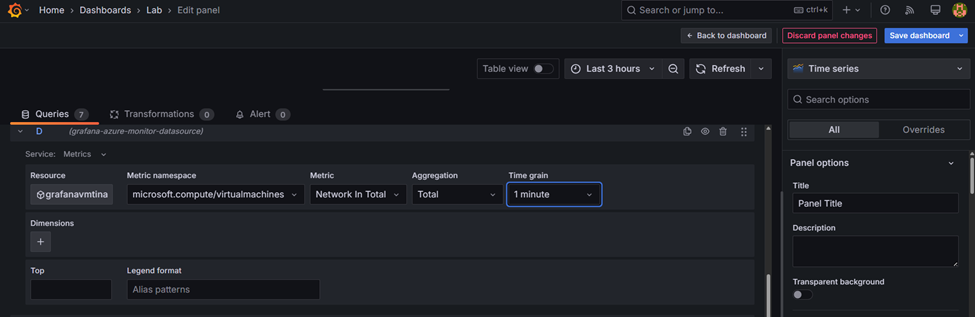 Home > Dashboards > Lab > Edit panel
Search or jump to...
ctrl+k
Back to dashboard
Discard panel changes
Save dashboard
Table view
Last 3 hours
Refresh
Time series
Queries 7
Transformations 0
Alert 0
Search options
All
Overrides
D (grafana-azure-monitor-datasource)
Service: Metrics
Panel options
Resource
Metric namespace
Metric
Aggregation
Time grain
grafanavmtina
microsoft.compute/virtualmachines
Network In Total
Total
1 minute
Title
Panel Title
Dimensions
+
Description
Top
Legend format
Alias patterns
Transparent background